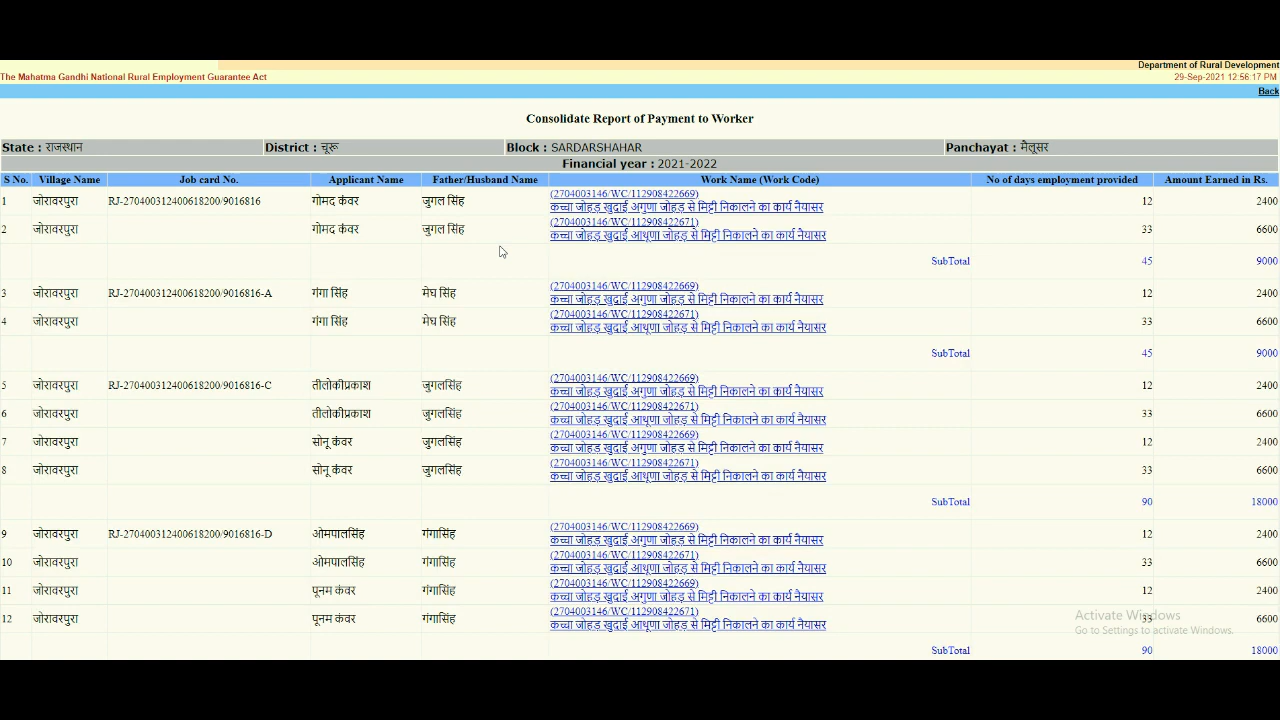 Department of Rural Development
The Mahatma Gandhi National Rural Employment Guarantee Act
29-Sep-2021 12:56:17 PM
Back
Consolidate Report of Payment to Worker
State : राजस्थान District : चूरू Block : SARDARSHAHAR Panchayat : मैलूसर
Financial year : 2021-2022
S No. Village Name Job card No. Applicant Name Father/Husband Name Work Name (Work Code) No of days employment provided Amount Earned in Rs.
(2704003146/WC/112908422669)
1 जोरावरपुरा RJ-270400312400618200/9016816 गोमद कंवर जुगल सिंह कच्चा जोहड़ खुदाई अगुणा जोहड़ से मिट्टी निकालने का कार्य नैयासर 12 2400
(2704003146/WC/112908422671)
2 जोरावरपुरा गोमद कंवर जुगल सिंह कच्चा जोहड़ खुदाई आथूणा जोहड़ से मिट्टी निकालने का कार्य नैयासर 33 6600
SubTotal 45 9000
(2704003146/WC/112908422669)
3 जोरावरपुरा RJ-270400312400618200/9016816-A गंगा सिंह मेघ सिंह कच्चा जोहड़ खुदाई अगुणा जोहड़ से मिट्टी निकालने का कार्य नैयासर 12 2400
(2704003146/WC/112908422671)
4 जोरावरपुरा गंगा सिंह मेघ सिंह कच्चा जोहड़ खुदाई आथूणा जोहड़ से मिट्टी निकालने का कार्य नैयासर 33 6600
SubTotal 45 9000
(2704003146/WC/112908422669)
5 जोरावरपुरा RJ-270400312400618200/9016816-C तीलोकीप्रकाश जुगलसिंह कच्चा जोहड़ खुदाई अगुणा जोहड़ से मिट्टी निकालने का कार्य नैयासर 12 2400
(2704003146/WC/112908422671)
6 जोरावरपुरा तीलोकीप्रकाश जुगलसिंह कच्चा जोहड़ खुदाई आथूणा जोहड़ से मिट्टी निकालने का कार्य नैयासर 33 6600
(2704003146/WC/112908422669)
7 जोरावरपुरा सोनू कंवर जुगलसिंह कच्चा जोहड़ खुदाई अगुणा जोहड़ से मिट्टी निकालने का कार्य नैयासर 12 2400
(2704003146/WC/112908422671)
8 जोरावरपुरा सोनू कंवर जुगलसिंह कच्चा जोहड़ खुदाई आथूणा जोहड़ से मिट्टी निकालने का कार्य नैयासर 33 6600
SubTotal 90 18000
(2704003146/WC/112908422669)
9 जोरावरपुरा RJ-270400312400618200/9016816-D ओमपालसिंह गंगासिंह कच्चा जोहड़ खुदाई अगुणा जोहड़ से मिट्टी निकालने का कार्य नैयासर 12 2400
(2704003146/WC/112908422671)
10 जोरावरपुरा ओमपालसिंह गंगासिंह कच्चा जोहड़ खुदाई आथूणा जोहड़ से मिट्टी निकालने का कार्य नैयासर 33 6600
(2704003146/WC/112908422669)
11 जोरावरपुरा पूनम कंवर गंगासिंह कच्चा जोहड़ खुदाई अगुणा जोहड़ से मिट्टी निकालने का कार्य नैयासर 12 2400
(2704003146/WC/112908422671)
12 जोरावरपुरा पूनम कंवर गंगासिंह कच्चा जोहड़ खुदाई आथूणा जोहड़ से मिट्टी निकालने का कार्य नैयासर 33 6600
Activate Windows
Go to Settings to activate Windows.
SubTotal 90 18000